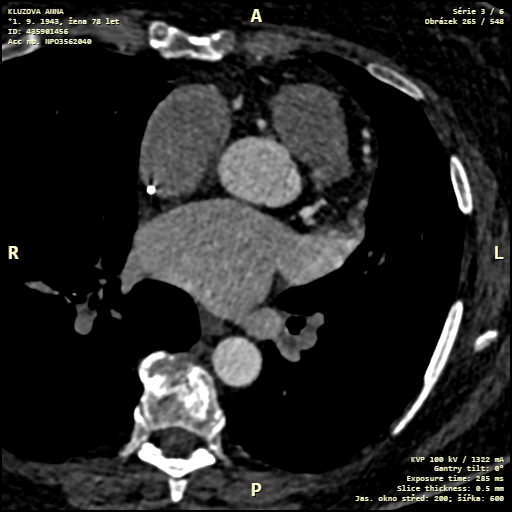 KLUZOVA ANNA
*1. 9. 1943, žena 78 let
ID: 435901456
Acc no. NPO3562040
A
Série 3 / 6
Obrázek 265 / 548
R
L
P
KVP 100 kV / 1322 mA
Gantry tilt: 0°
Exposure time: 285 ms
Slice thickness: 0.5 mm
Jas. okno střed: 200; šířka: 600